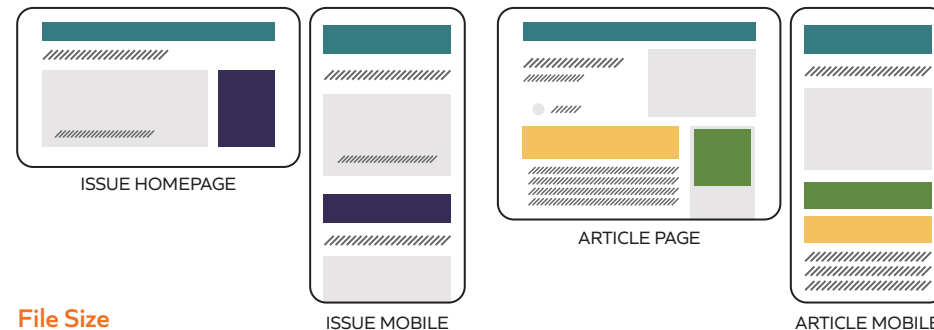 ISSUE HOMEPAGE
ARTICLE PAGE
File Size
ISSUE MOBILE
ARTICLE MOBILE